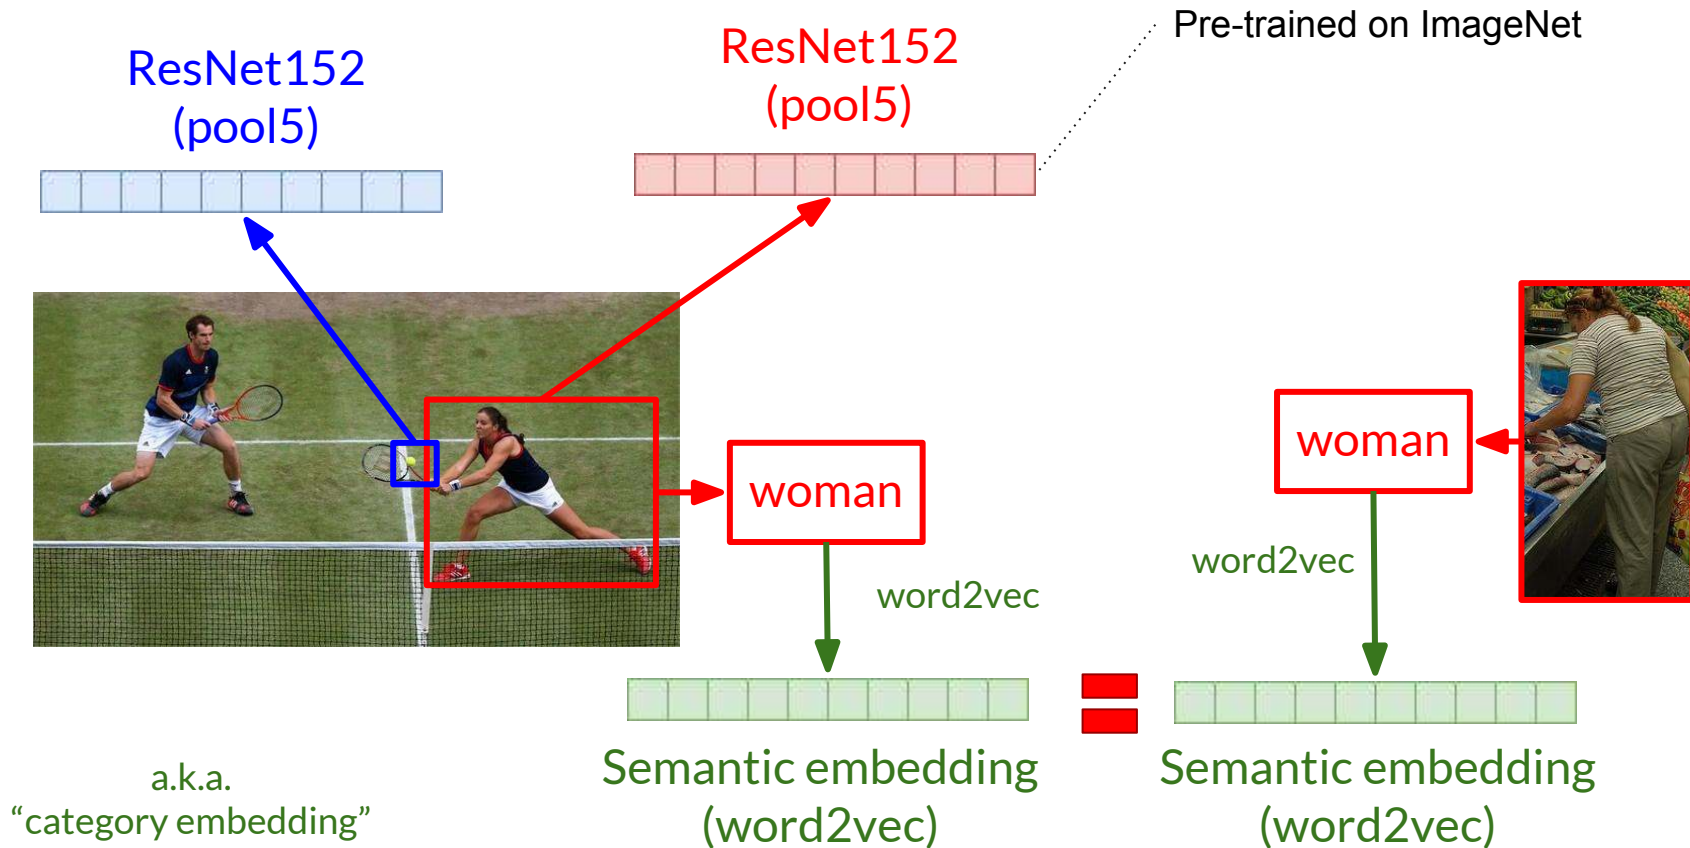 Pre-trained on ImageNet
ResNet152
(pool5)
ResNet152
(pool5)
woman
woman
word2vec
word2vec
Semantic embedding
(word2vec)
Semantic embedding
(word2vec)
a.k.a.
“category embedding”